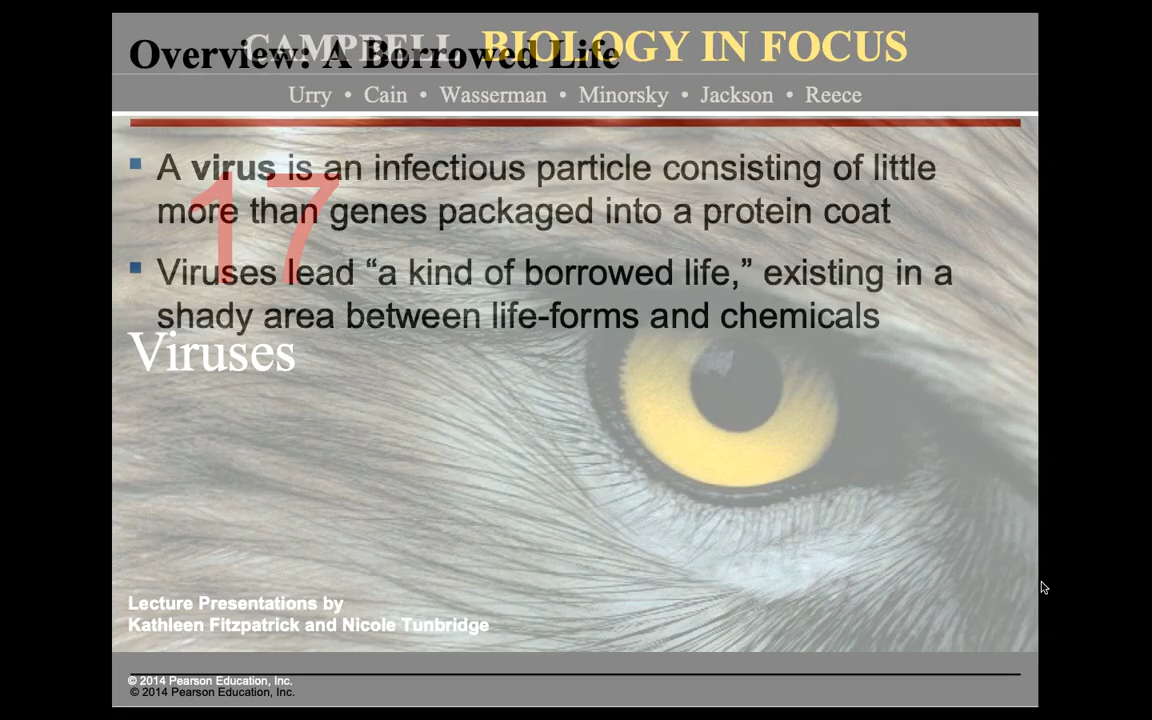 CAMPBELL BIOLOGY IN FOCUS
Overview: A Borrowed Life
Urry • Cain • Wasserman • Minorsky • Jackson • Reece
A virus is an infectious particle consisting of little
more than genes packaged into a protein coat
17
Viruses lead “a kind of borrowed life,” existing in a
shady area between life-forms and chemicals
Viruses
Lecture Presentations by
Kathleen Fitzpatrick and Nicole Tunbridge
© 2014 Pearson Education, Inc.
© 2014 Pearson Education, Inc.